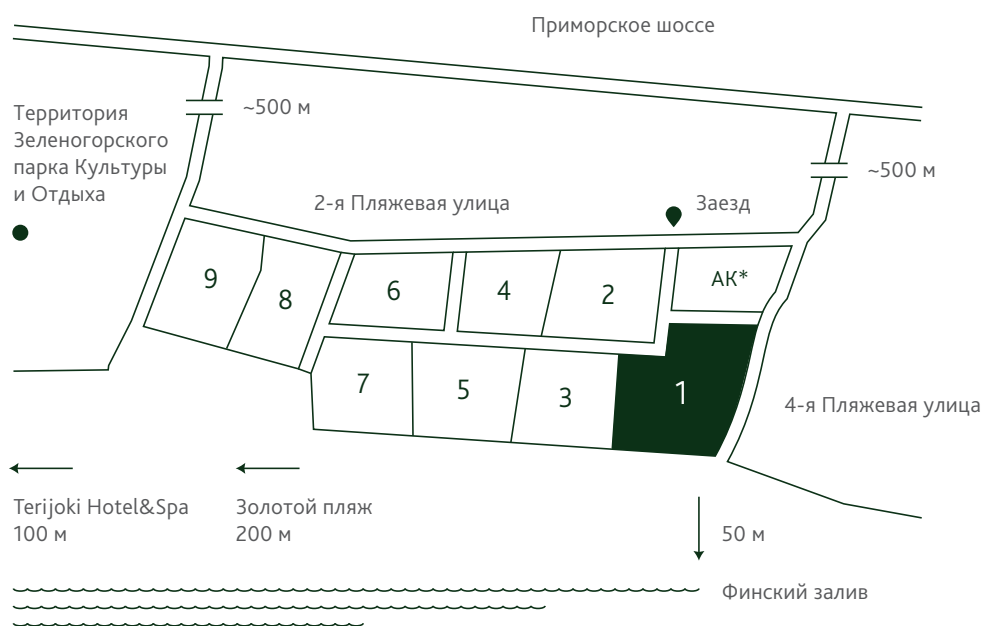 Приморское шоссе
Территория
Зеленогорского
парка Культуры
и Отдыха
~500 м
~500 м
2-я Пляжевая улица
Заезд
9
8
6
4
2
АК*
7
5
3
1
4-я Пляжевая улица
Terijoki Hotel&Spa
100 м
Золотой пляж
200 м
50 м
Финский залив